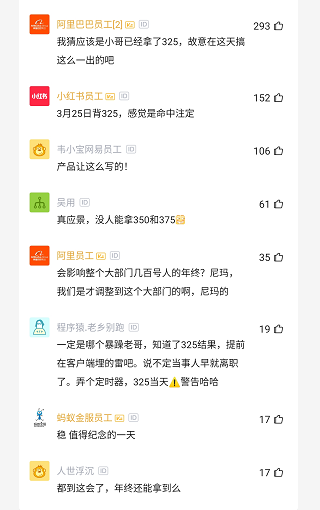 阿里巴巴员工[2]
293
我猜应该是小哥已经拿了325，故意在这天搞
这么一出的吧
小红书
小红书员工
152
3月25日背325，感觉是命中注定
韦小宝网易员工
106
产品让这么写的！
吴用
61
真应景，没人能拿350和375
阿里员工
35
会影响整个大部门几百号人的年终？尼玛，
我们是才调整到这个大部门的啊，尼玛的
程序猿.老乡别跑
19
一定是哪个暴躁老哥，知道了325结果，提前
在客户端埋的雷吧。说不定当事人早就离职
了。弄个定时器，325当天⚠️警告哈哈
蚂蚁金服员工
17
稳 值得纪念的一天
人世浮沉
17
都到这会了，年终还能拿到么